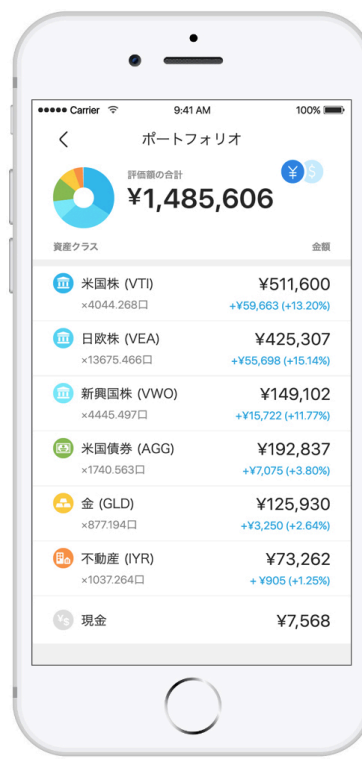 ●●●●● Carrier 9:41 AM 100%
ポートフォリオ
評価額の合計
¥ $
¥1,485,606
資産クラス 金額
米国株 (VTI) ¥511,600
×4044.268口 +¥59,663 (+13.20%)
日欧株 (VEA) ¥425,307
×13675.466口 +¥55,698 (+15.14%)
新興国株 (VWO) ¥149,102
×4445.497口 +¥15,722 (+11.77%)
米国債券 (AGG) ¥192,837
×1740.563口 +¥7,075 (+3.80%)
金 (GLD) ¥125,930
×877.194口 +¥3,250 (+2.64%)
不動産 (IYR) ¥73,262
×1037.264口 + ¥905 (+1.25%)
¥$ 現金 ¥7,568